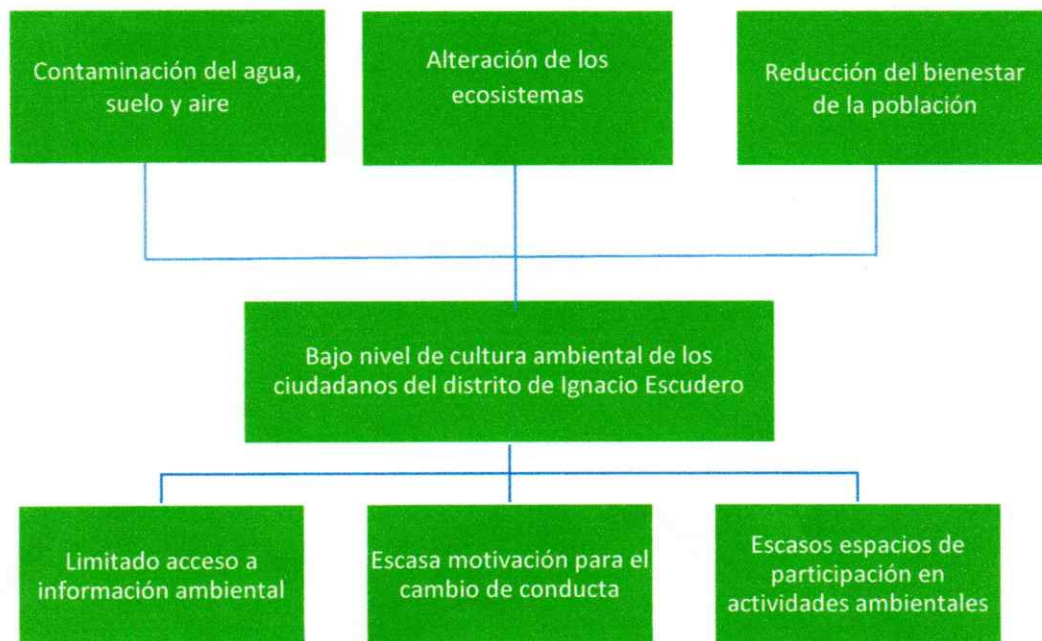 Contaminación del agua,
suelo y aire
Alteración de los
ecosistemas
Reducción del bienestar
de la población
Bajo nivel de cultura ambiental de los
ciudadanos del distrito de Ignacio Escudero
Limitado acceso a
información ambiental
Escasa motivación para el
cambio de conducta
Escasos espacios de
participación en
actividades ambientales